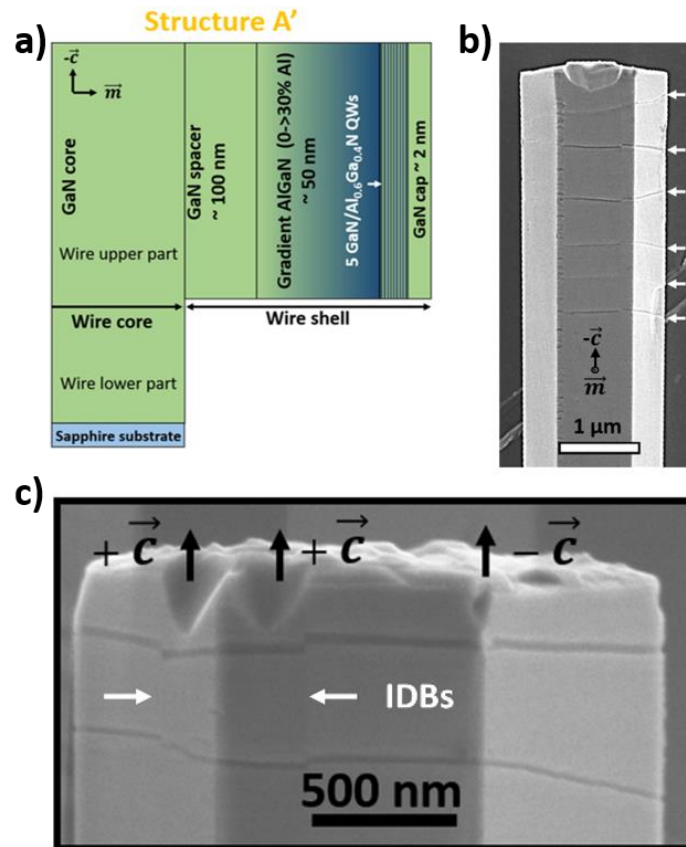 Structure A’
a)
-c
m
GaN core
GaN spacer
~ 100 nm
Gradient AlGaN (0->30% Al)
~ 50 nm
5 GaN/Al0.6Ga0.4N QWs
GaN cap ~ 2 nm
Wire upper part
Wire core
Wire shell
Wire lower part
Sapphire substrate
b)
-c
m
1 µm
c)
+ c
+ c
- c
IDBs
500 nm